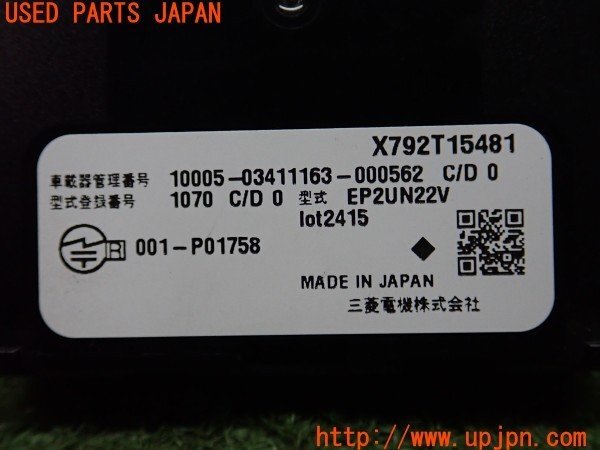 USED PARTS JAPAN
X792T15481
車載器管理番号 10005-03411163-000562 C/D 0
型式登録番号 1070 C/D 0 型式 EP2UN22V
lot2415
R 001-P01758
MADE IN JAPAN
三菱電機株式会社
http://www.upjpn.com/